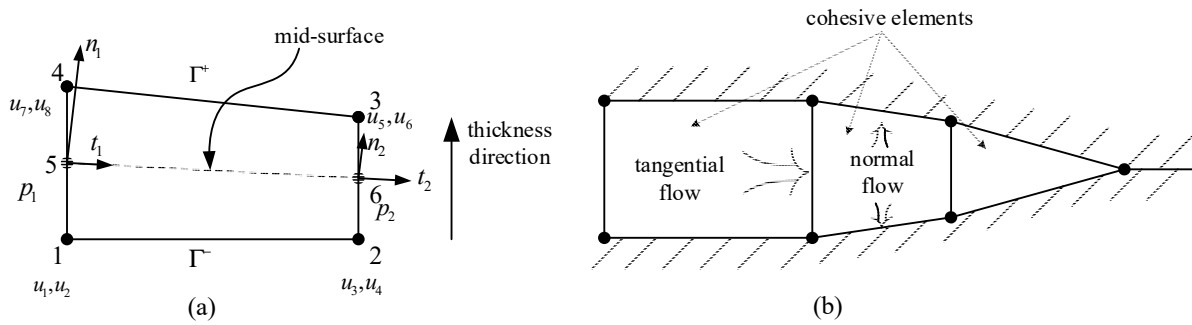 mid-surface
n₁
4
Γ⁺
u₇,u₈
3
u₅,u₆
n₂
thickness
direction
5
t₁
t₂
p₁
6
p₂
1
Γ⁻
2
u₁,u₂
u₃,u₄
(a)
cohesive elements
tangential
flow
normal
flow
(b)